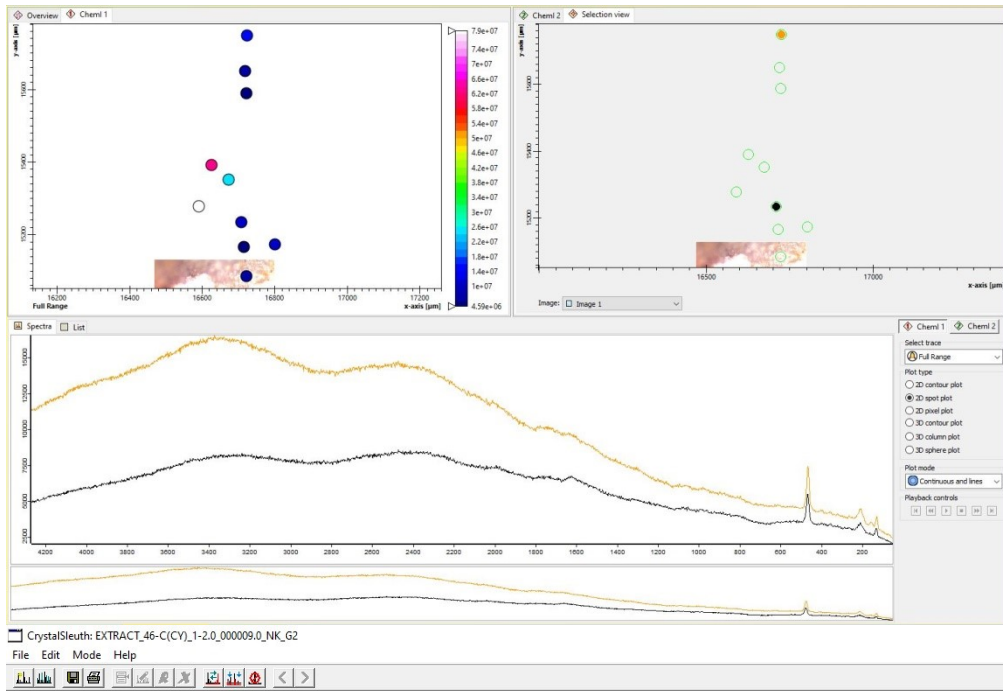 Overview Cheml 1
Cheml 2 Selection view
y-axis [µm]
15600
15400
15200
16200 16400 16600 16800 17000 17200
Full Range
x-axis [µm]
7.9e+07
7.4e+07
7e+07
6.6e+07
6.2e+07
5.8e+07
5.4e+07
5e+07
4.6e+07
4.2e+07
3.8e+07
3.4e+07
3e+07
2.6e+07
2.2e+07
1.8e+07
1.4e+07
1e+07
4.59e+06
y-axis [µm]
15600
15400
15200
16500 17000
x-axis [µm]
Image: Image 1
Spectra List
15000
12500
10000
7500
5000
2500
4200 4000 3800 3600 3400 3200 3000 2800 2600 2400 2200 2000 1800 1600 1400 1200 1000 800 600 400 200
Cheml 1 Cheml 2
Select trace
Full Range
Plot type
2D contour plot
2D spot plot
2D pixel plot
3D contour plot
3D column plot
3D sphere plot
Plot mode
Continuous and lines
Playback controls
CrystalSleuth: EXTRACT_46-C(CY)_1-2.0_000009.0_NK_G2
File Edit Mode Help